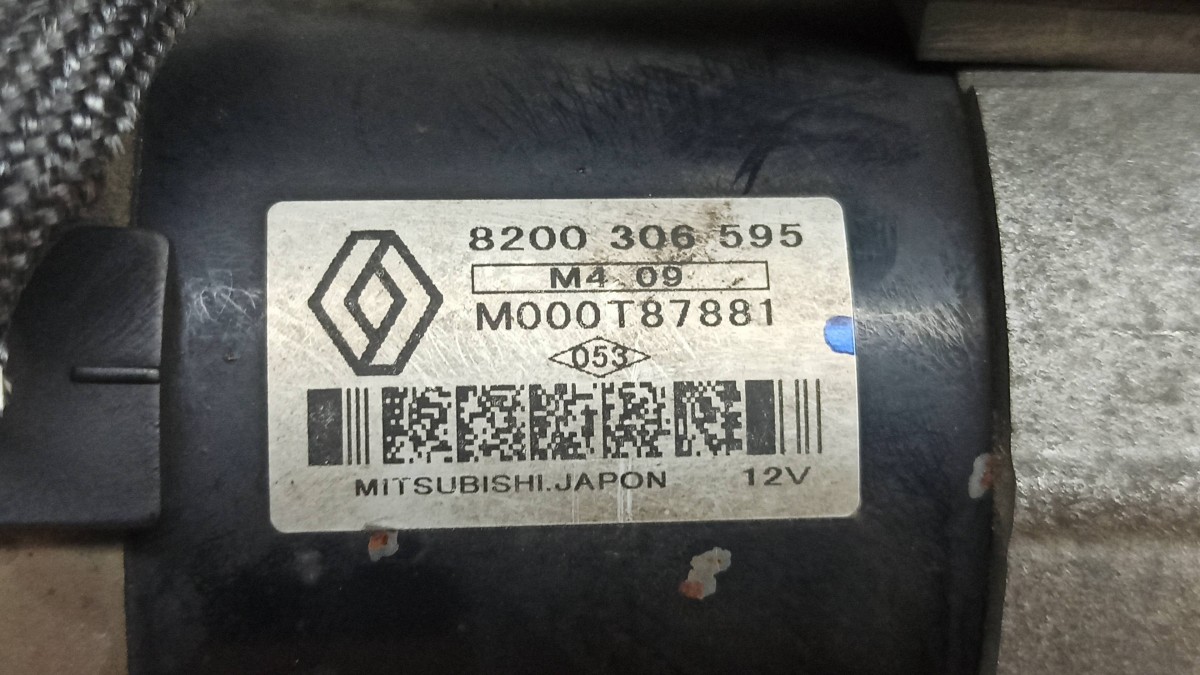 8200 306 595
M4 09
M000T87881
053
MITSUBISHI.JAPON 12V